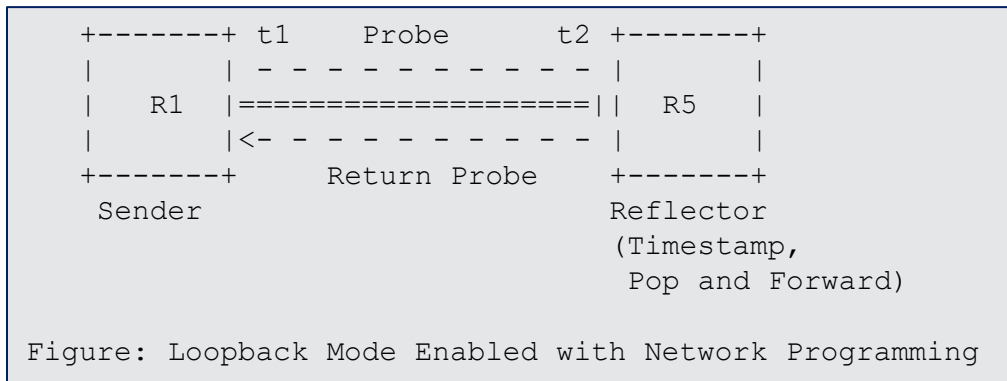 +-------+ t1    Probe      t2 +-------+
|       | - - - - - - - - - - |       |
|   R1  |====================||  R5   |
|       |<- - - - - - - - - - |       |
+-------+     Return Probe    +-------+
 Sender                       Reflector
                              (Timestamp,
                               Pop and Forward)
Figure: Loopback Mode Enabled with Network Programming